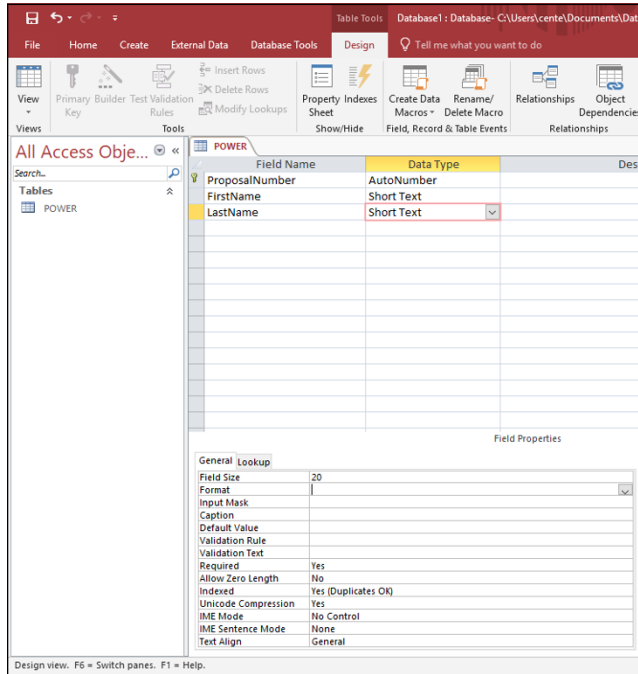 Table Tools Database1 : Database- C:\Users\cente\Documents\Dat
File Home Create External Data Database Tools Design Tell me what you want to do
View Primary Key Builder Test Validation Rules Insert Rows Delete Rows Modify Lookups Property Sheet Indexes Create Data Macros Rename/ Delete Macro Relationships Object Dependencies
Views Tools Show/Hide Field, Record & Table Events Relationships
All Access Obje... «
Search...
Tables
POWER
POWER
Field Name Data Type Des
ProposalNumber AutoNumber
FirstName Short Text
LastName Short Text
Field Properties
General Lookup
Field Size 20
Format
Input Mask
Caption
Default Value
Validation Rule
Validation Text
Required Yes
Allow Zero Length No
Indexed Yes (Duplicates OK)
Unicode Compression Yes
IME Mode No Control
IME Sentence Mode None
Text Align General
Design view. F6 = Switch panes. F1 = Help.